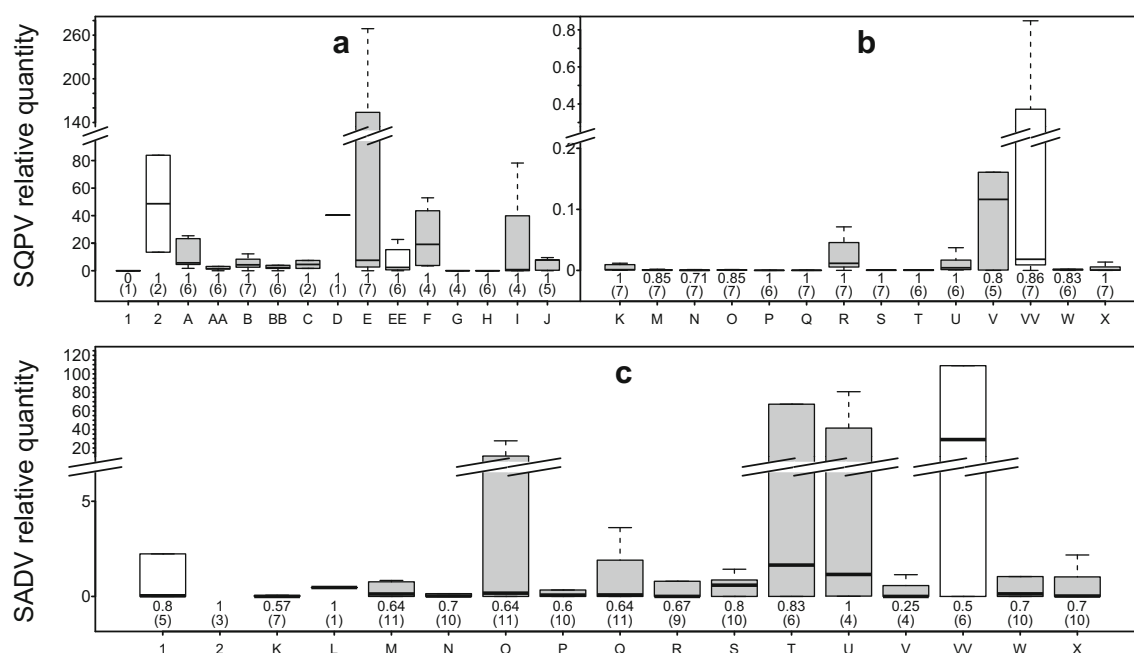 SQPV relative quantity
a
b
260
200
140
80
60
40
20
0
0.8
0.6
0.4
0.2
0.1
0
0 1 1 1 1 1 1 1 1 1 1 1 1 1 1
(1) (2) (6) (6) (7) (6) (2) (1) (7) (6) (4) (4) (6) (4) (5)
1 2 A AA B BB C D E EE F G H I J
1 0.85 0.71 0.85 1 1 1 1 1 1 0.8 0.86 0.83 1
(7) (7) (7) (7) (6) (7) (7) (7) (6) (6) (5) (7) (6) (7)
K M N O P Q R S T U V VV W X
SADV relative quantity
c
120
100
80
60
40
20
5
0
0.8 1 0.57 1 0.64 0.7 0.64 0.6 0.64 0.67 0.8 0.83 1 0.25 0.5 0.7 0.7
(5) (3) (7) (1) (11) (10) (11) (10) (11) (9) (10) (6) (4) (4) (6) (10) (10)
1 2 K L M N O P Q R S T U V VV W X